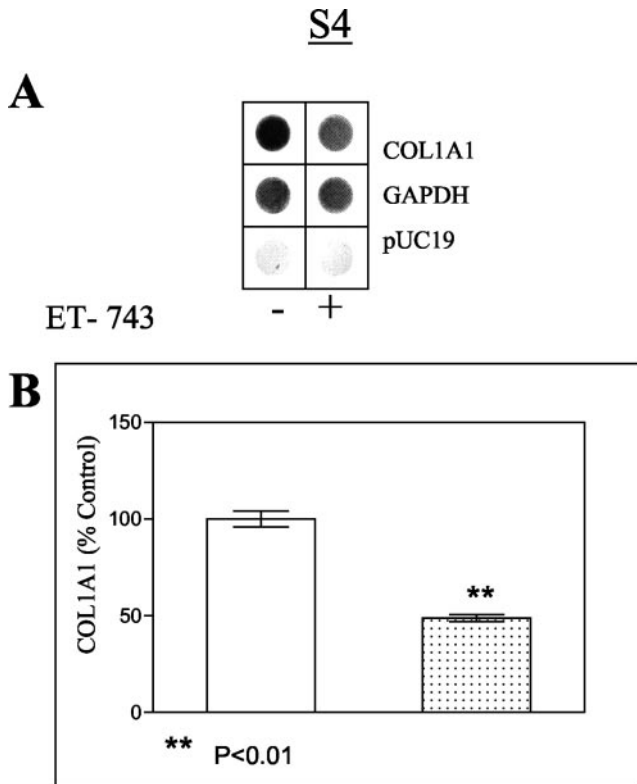 S4
A
COL1A1
GAPDH
pUC19
ET- 743 - +
B
COL1A1 (% Control)
150
100
50
0
**
** P<0.01